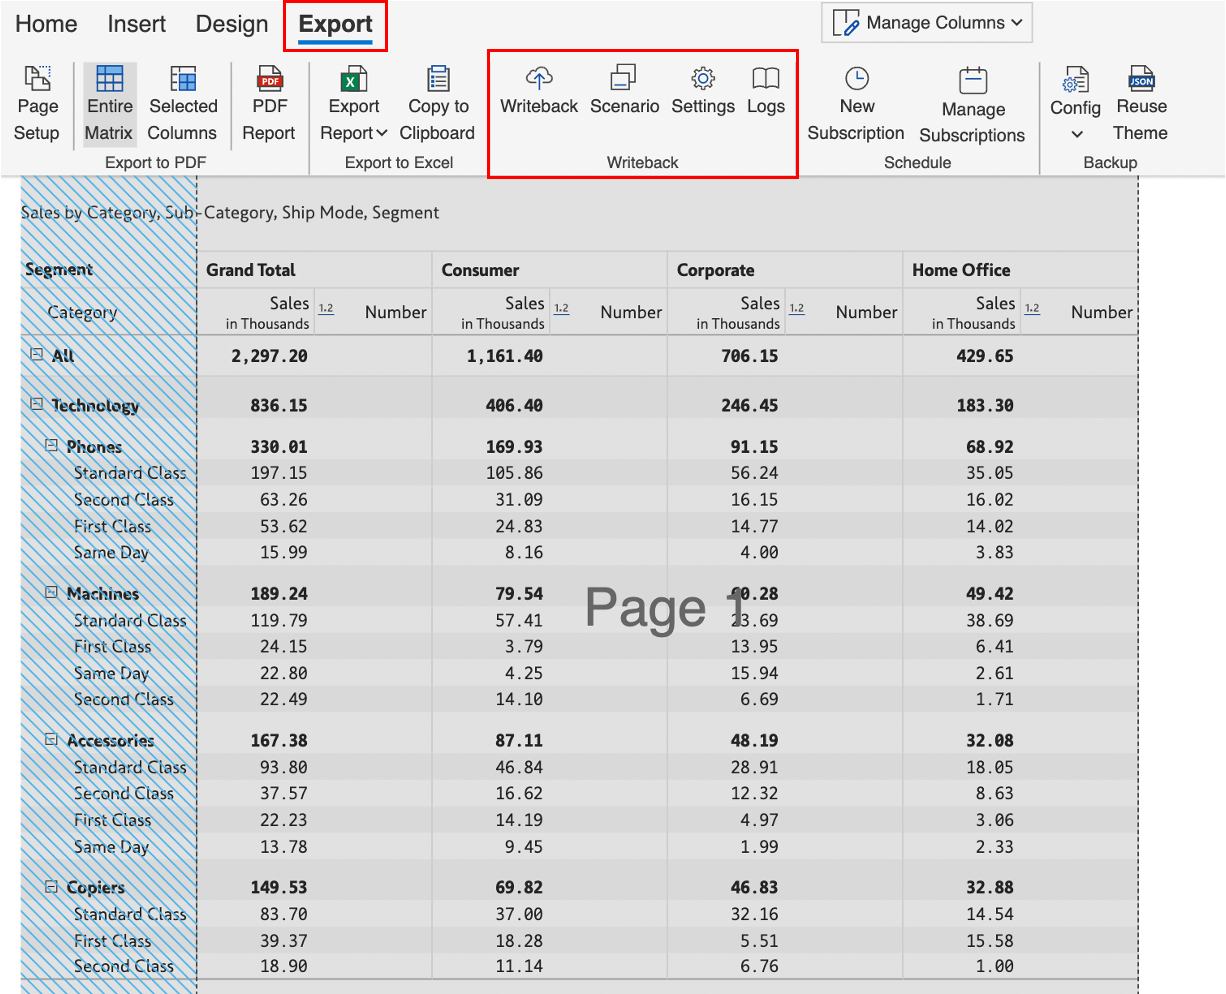 Home Insert Design Export Manage Columns
Page Setup Entire Matrix Selected Columns PDF Report Export Report Copy to Clipboard Writeback Scenario Settings Logs New Subscription Manage Subscriptions Config Reuse Theme
Export to PDF Export to Excel Writeback Schedule Backup
Sales by Category, Sub-Category, Ship Mode, Segment
Segment Grand Total Consumer Corporate Home Office
Category Sales in Thousands 1.2 Number Sales in Thousands 1.2 Number Sales in Thousands 1.2 Number Sales in Thousands 1.2 Number
All 2,297.20 1,161.40 706.15 429.65
Technology 836.15 406.40 246.45 183.30
Phones 330.01 169.93 91.15 68.92
Standard Class 197.15 105.86 56.24 35.05
Second Class 63.26 31.09 16.15 16.02
First Class 53.62 24.83 14.77 14.02
Same Day 15.99 8.16 4.00 3.83
Machines 189.24 79.54 60.28 49.42
Page 1
Standard Class 119.79 57.41 23.69 38.69
First Class 24.15 3.79 13.95 6.41
Same Day 22.80 4.25 15.94 2.61
Second Class 22.49 14.10 6.69 1.71
Accessories 167.38 87.11 48.19 32.08
Standard Class 93.80 46.84 28.91 18.05
Second Class 37.57 16.62 12.32 8.63
First Class 22.23 14.19 4.97 3.06
Same Day 13.78 9.45 1.99 2.33
Copiers 149.53 69.82 46.83 32.88
Standard Class 83.70 37.00 32.16 14.54
First Class 39.37 18.28 5.51 15.58
Second Class 18.90 11.14 6.76 1.00